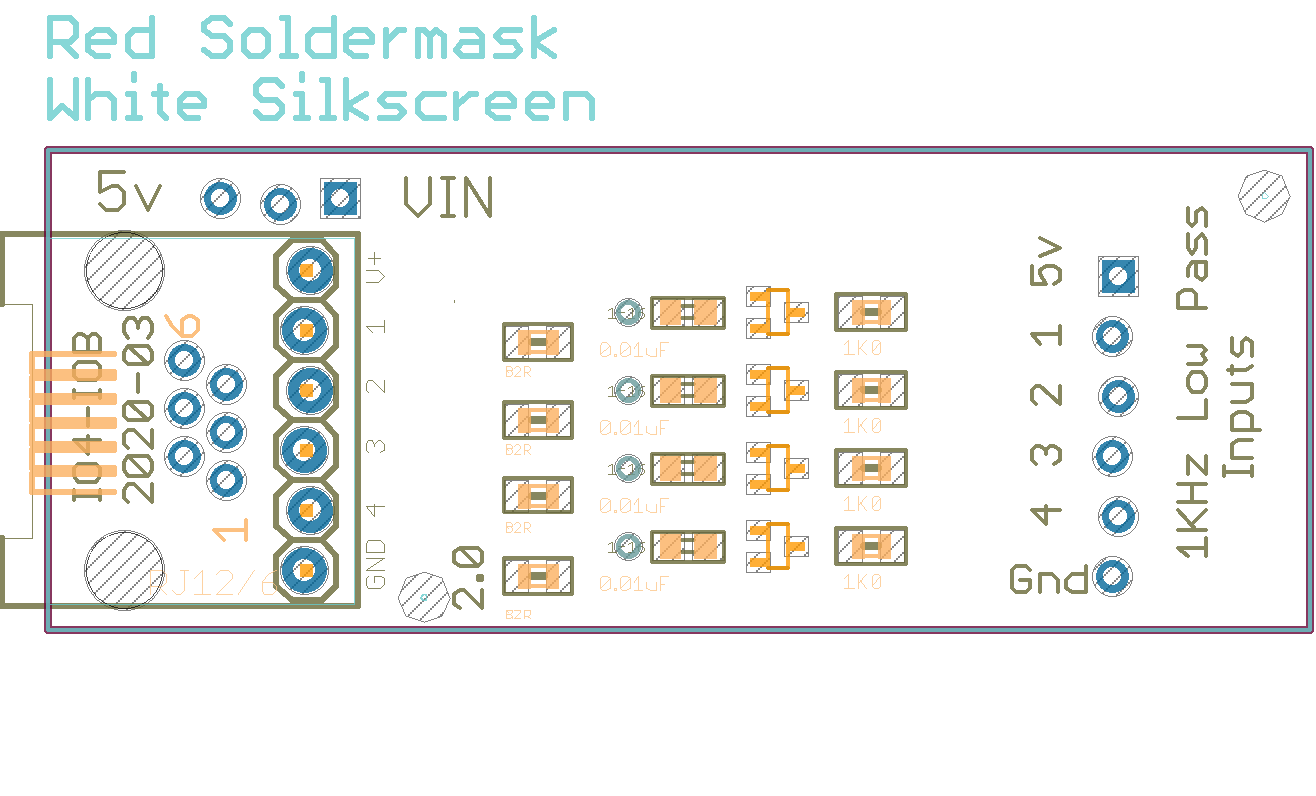 Red Soldermask
White Silkscreen
5v
VIN
V+
1
2
3
4
GND
6
1
IO4-IOB
2020-03
RJ12/6
2.0
B2R
B2R
B2R
B2R
0.01uF
0.01uF
0.01uF
0.01uF
1K0
1K0
1K0
1K0
5v
1
2
3
4
Gnd
1KHz Low Pass
Inputs